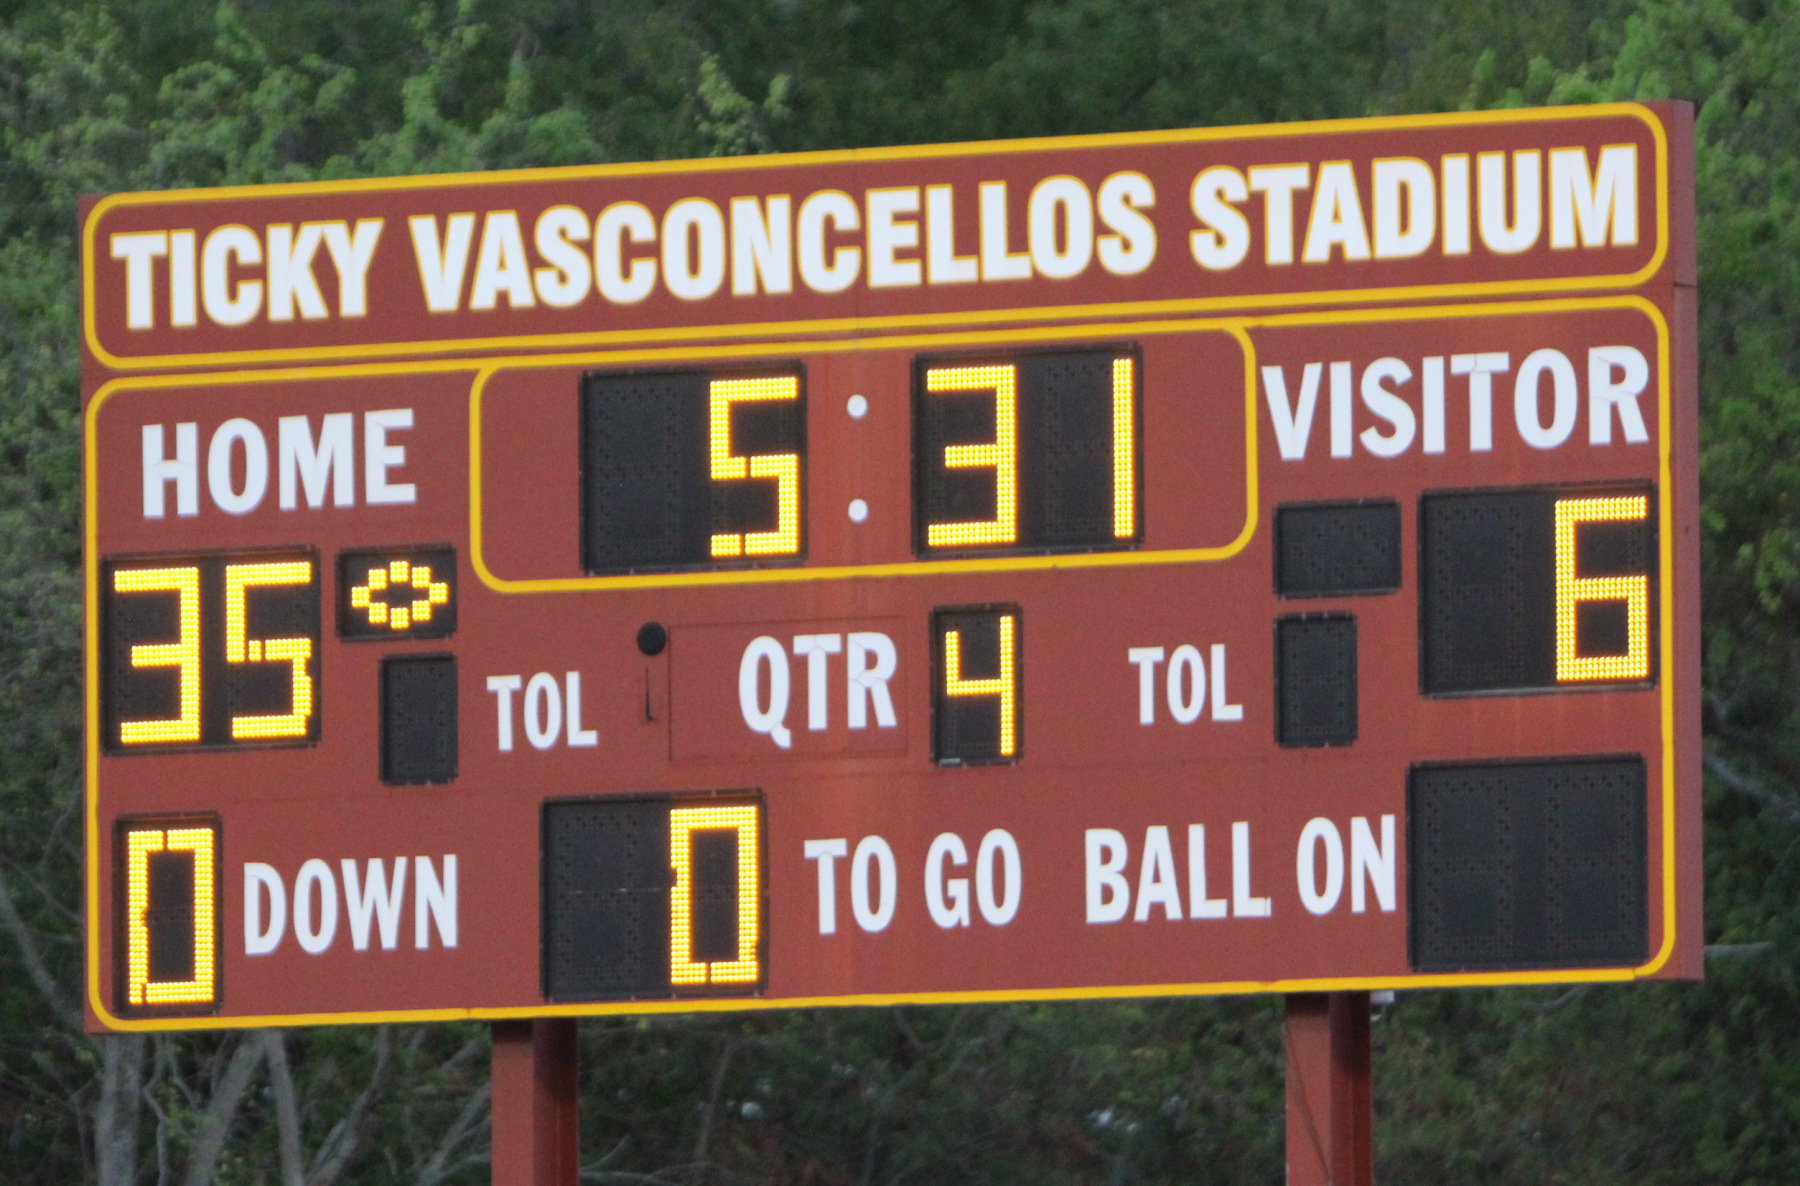 TICKY VASCONCELLOS STADIUM
HOME 5:31 VISITOR
35 6
TOL QTR 4 TOL
0 DOWN 0 TO GO BALL ON